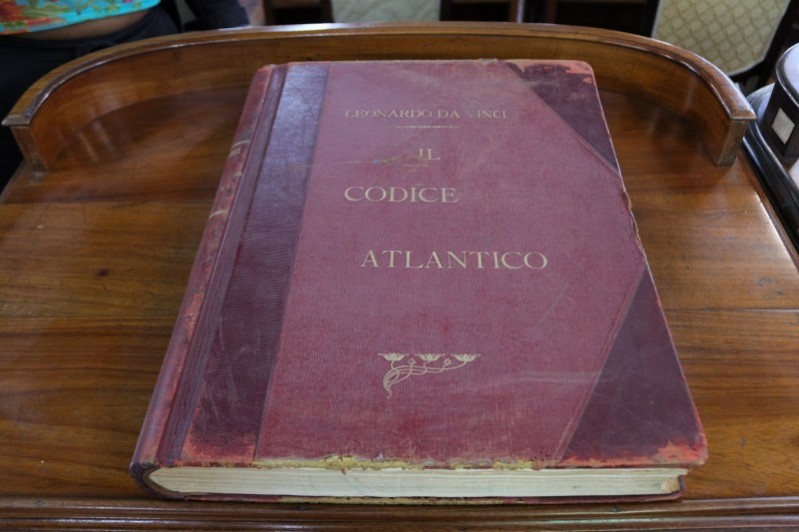 LEONARDO DA VINCI
IL
CODICE
ATLANTICO